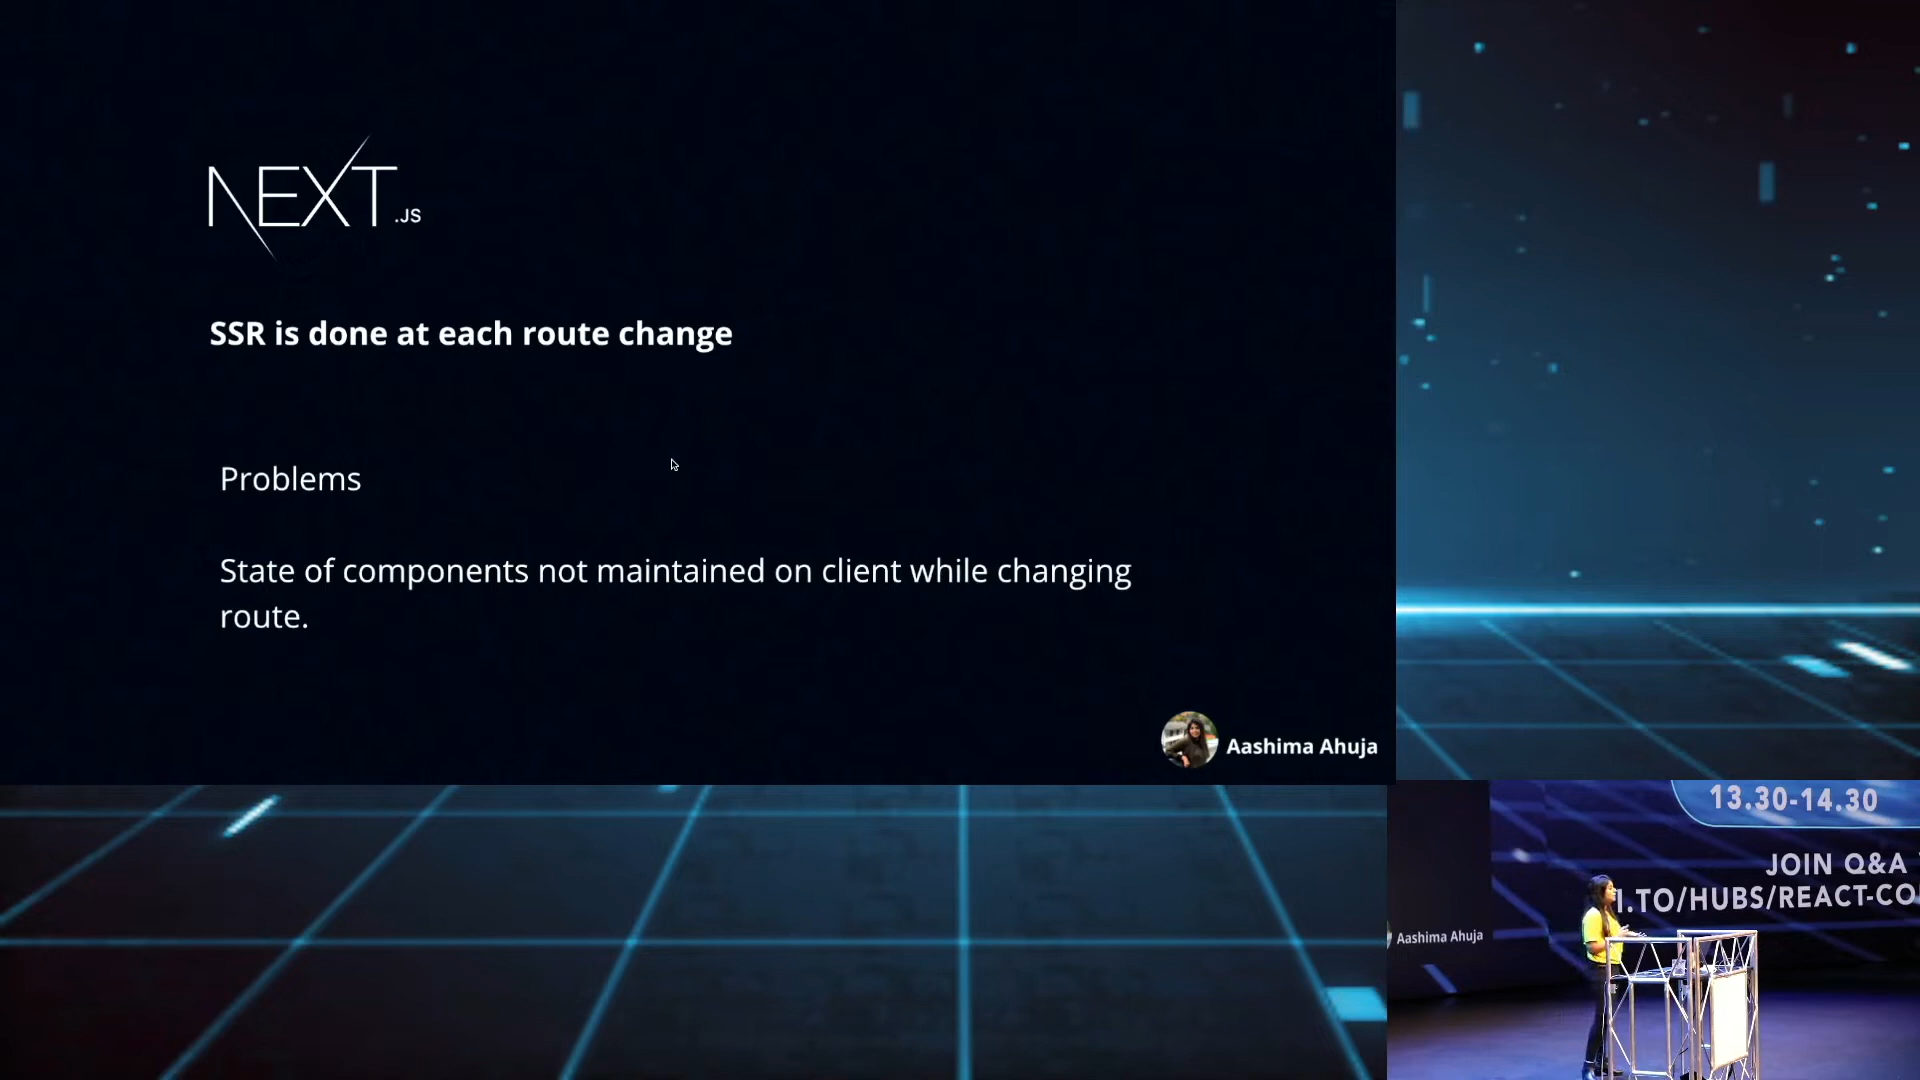 NEXT.JS
SSR is done at each route change
Problems
State of components not maintained on client while changing
route.
Aashima Ahuja
13.30-14.30
JOIN Q&A
I.TO/HUBS/REACT-CO
Aashima Ahuja